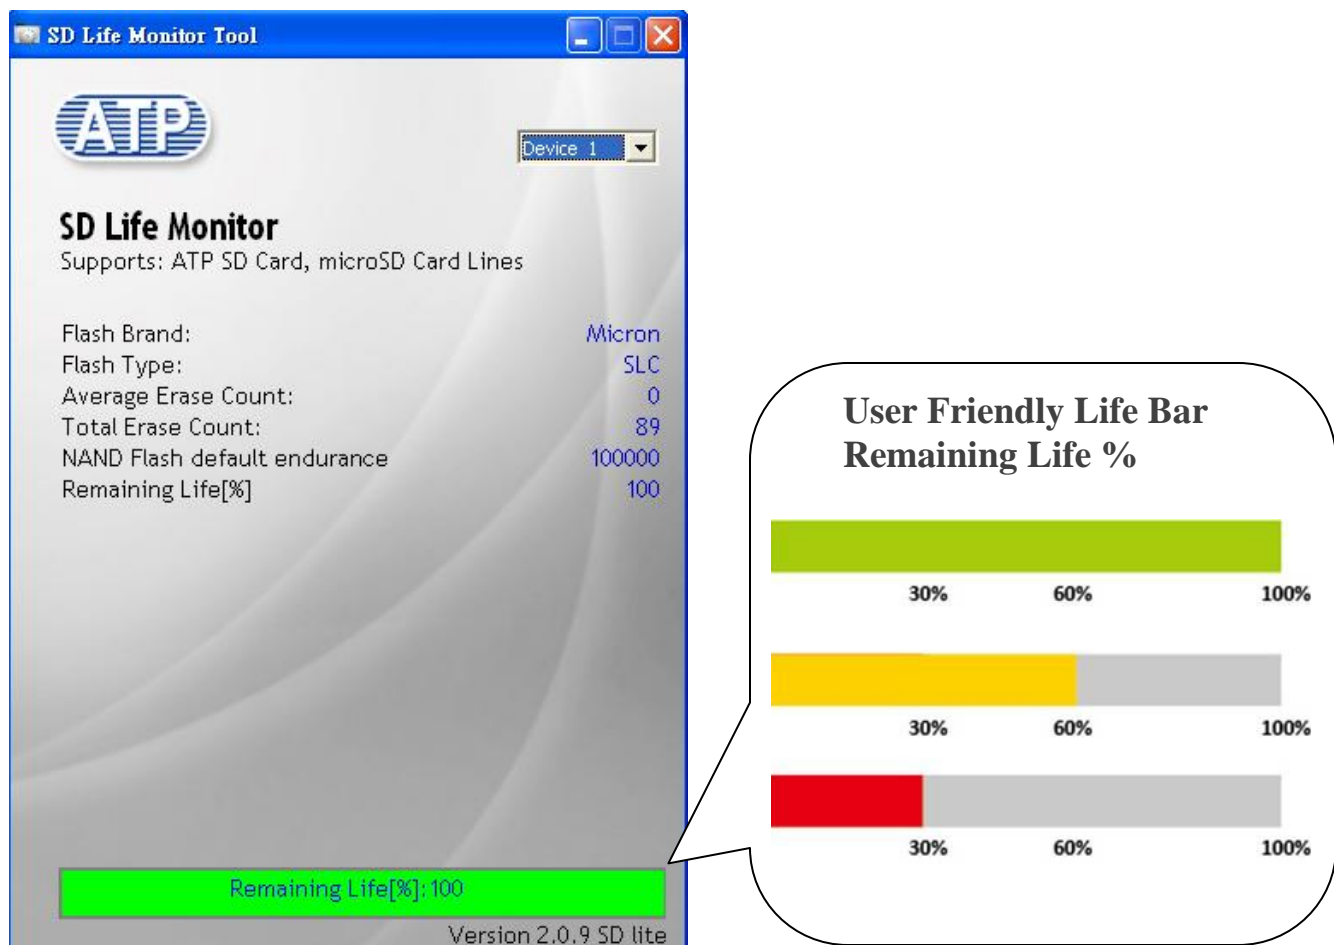 SD Life Monitor Tool
ATP
Device 1
SD Life Monitor
Supports: ATP SD Card, microSD Card Lines
Flash Brand: Micron
Flash Type: SLC
Average Erase Count: 0
Total Erase Count: 89
NAND Flash default endurance 100000
Remaining Life[%] 100
Remaining Life[%]:100
Version 2.0.9 SD lite
User Friendly Life Bar
Remaining Life %
30% 60% 100%
30% 60% 100%
30% 60% 100%